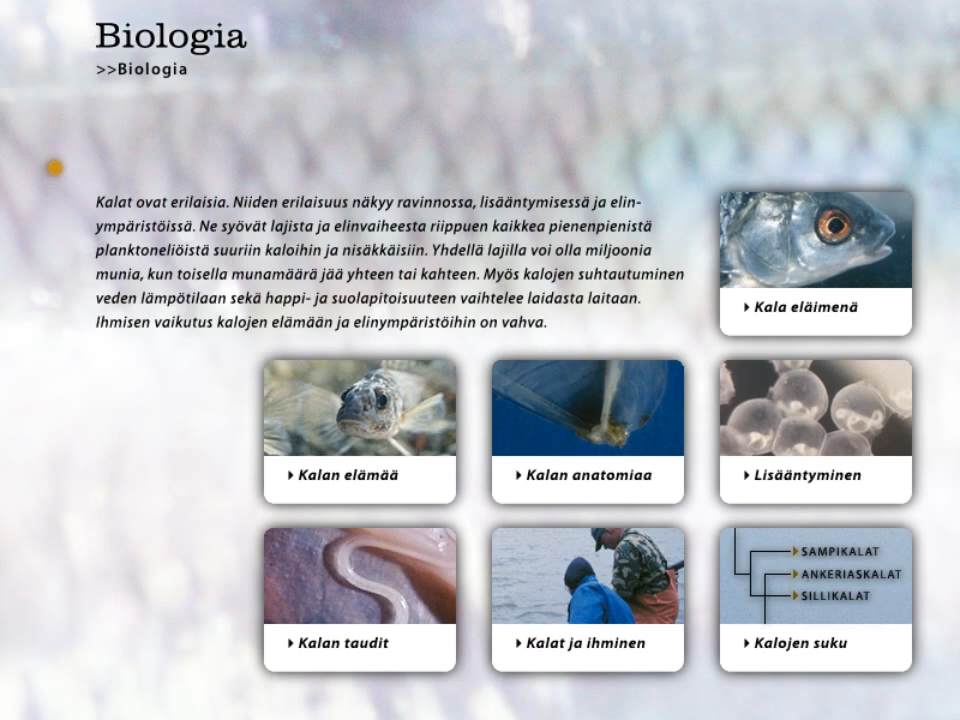 Biologia
>>Biologia
Kalat ovat erilaisia. Niiden erilaisuus näkyy ravinnossa, lisääntymisessä ja elin-
ympäristöissä. Ne syövät lajista ja elinvaiheesta riippuen kaikkea pienenpienistä
planktoneliöistä suuriin kaloihin ja nisäkkäisiin. Yhdellä lajilla voi olla miljoonia
munia, kun toisella munamäärä jää yhteen tai kahteen. Myös kalojen suhtautuminen
veden lämpötilaan sekä happi- ja suolapitoisuuteen vaihtelee laidasta laitaan.
Ihmisen vaikutus kalojen elämään ja elinympäristöihin on vahva.
Kala eläimenä
Kalan elämää
Kalan anatomiaa
Lisääntyminen
SAMPIKALAT
ANKERIASKALAT
SILLIKALAT
Kalan taudit
Kalat ja ihminen
Kalojen suku